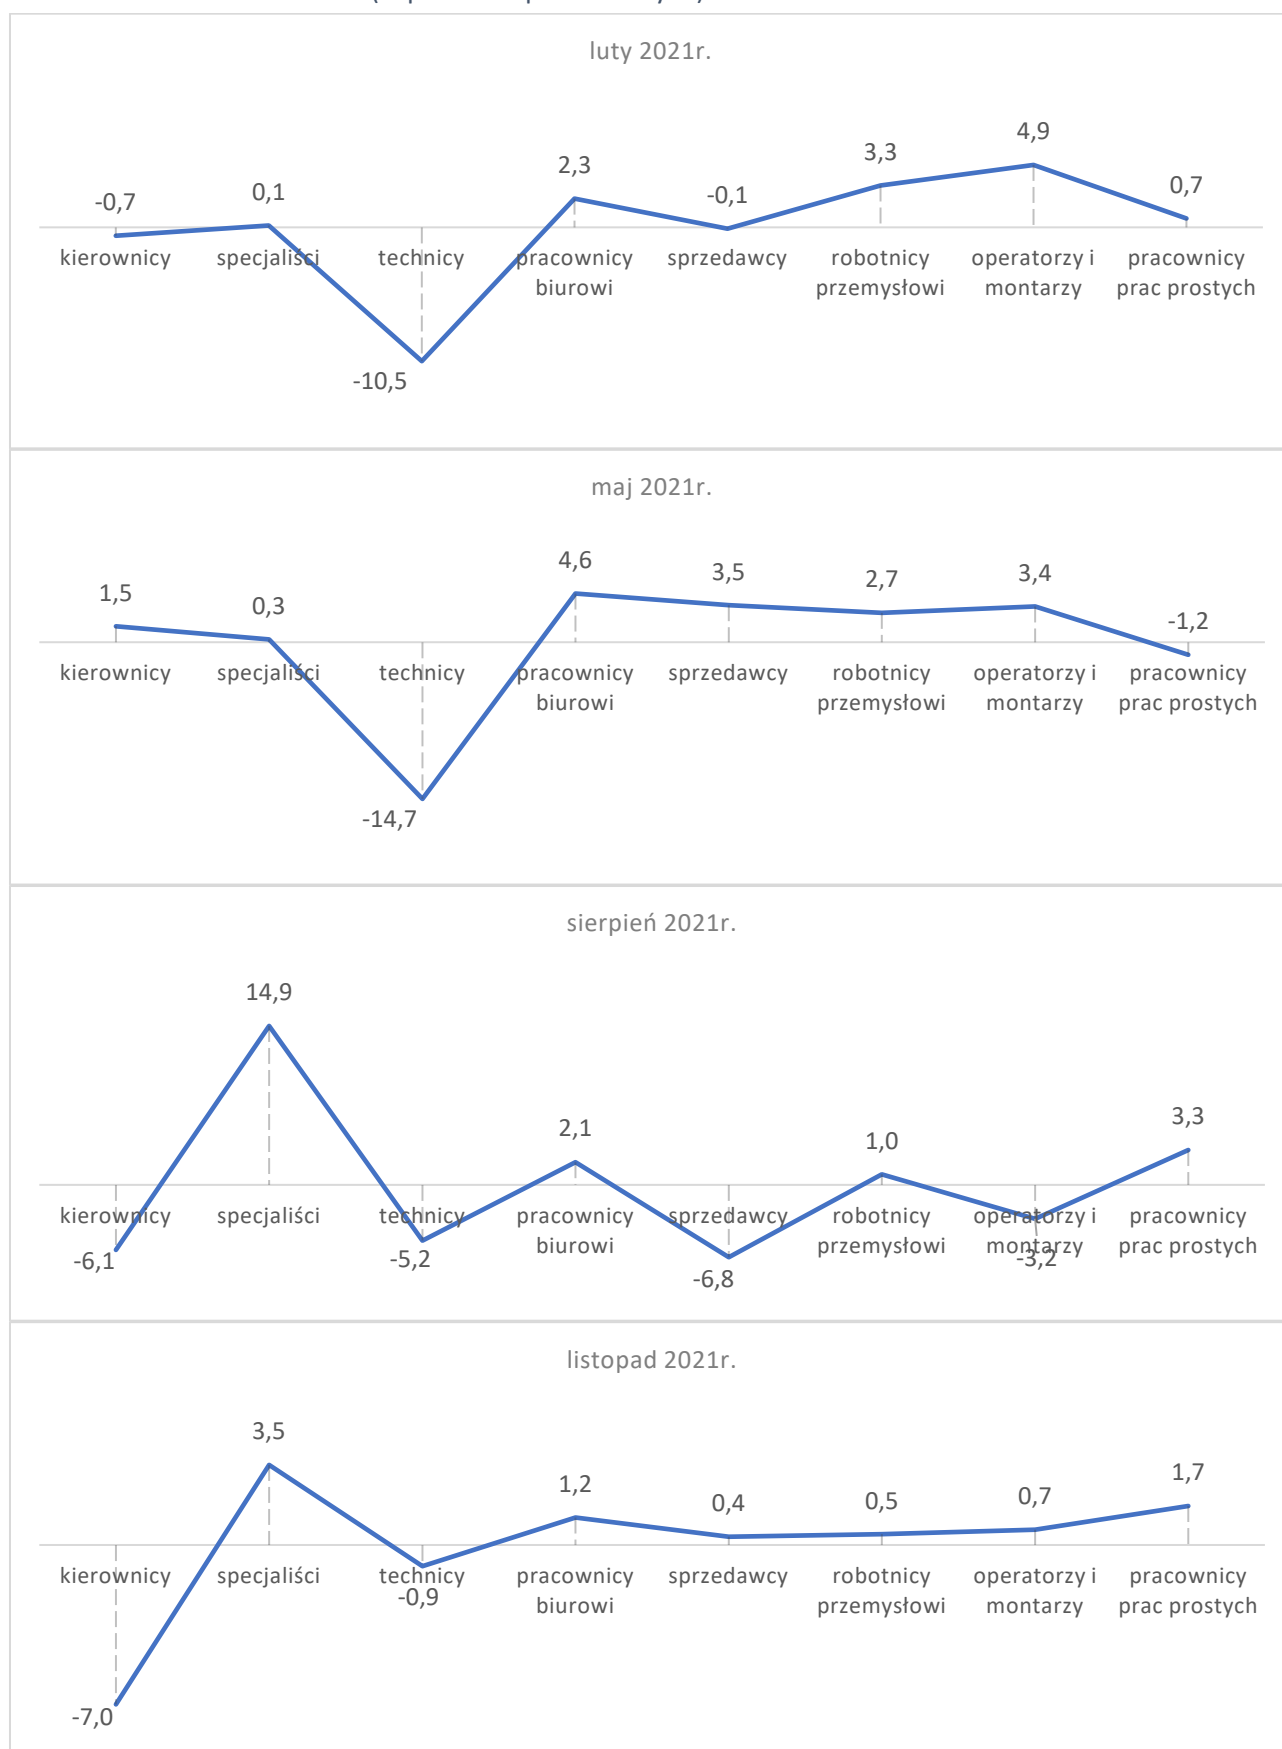 luty 2021r.
-0,7
0,1
-10,5
2,3
-0,1
3,3
4,9
0,7
kierownicy
specjaliści
technicy
pracownicy
biurowi
sprzedawcy
robotnicy
przemysłowi
operatorzy i
montarzy
pracownicy
prac prostych
maj 2021r.
1,5
0,3
-14,7
4,6
3,5
2,7
3,4
-1,2
kierownicy
specjaliści
technicy
pracownicy
biurowi
sprzedawcy
robotnicy
przemysłowi
operatorzy i
montarzy
pracownicy
prac prostych
sierpień 2021r.
-6,1
14,9
-5,2
2,1
-6,8
1,0
-3,2
3,3
kierownicy
specjaliści
technicy
pracownicy
biurowi
sprzedawcy
robotnicy
przemysłowi
operatorzy i
montarzy
pracownicy
prac prostych
listopad 2021r.
-7,0
3,5
-0,9
1,2
0,4
0,5
0,7
1,7
kierownicy
specjaliści
technicy
pracownicy
biurowi
sprzedawcy
robotnicy
przemysłowi
operatorzy i
montarzy
pracownicy
prac prostych